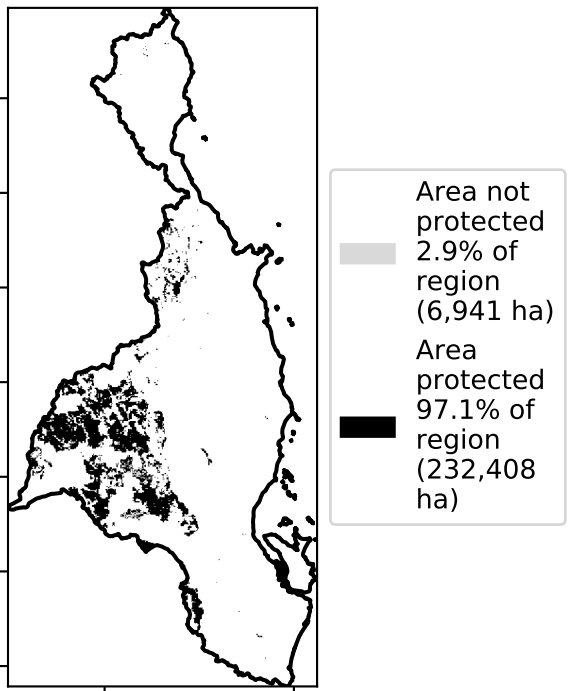 Area not
protected
2.9% of
region
(6,941 ha)
Area
protected
97.1% of
region
(232,408
ha)